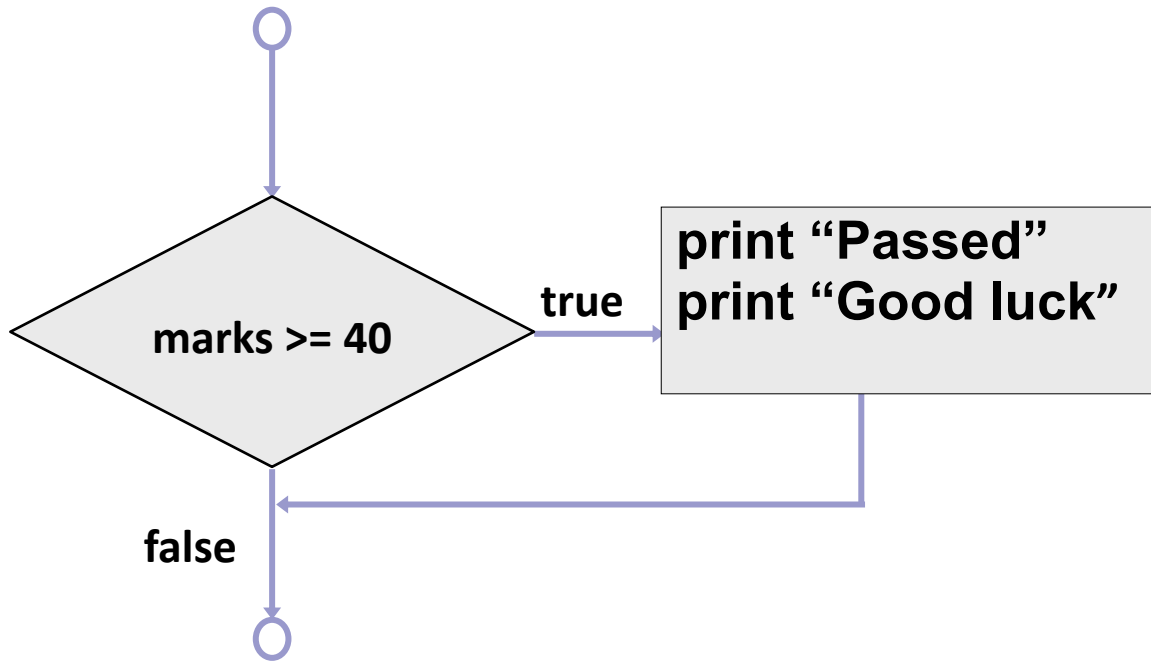 marks >= 40
true
print “Passed”
print “Good luck”
false